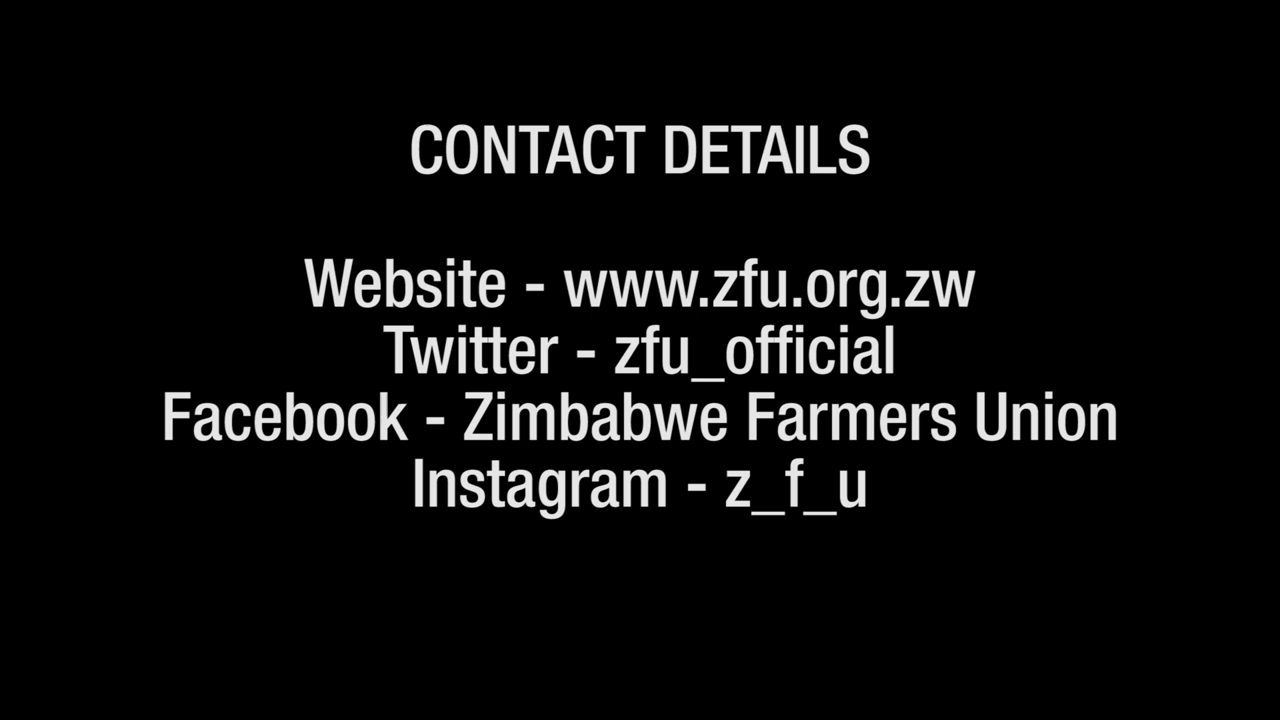 CONTACT DETAILS
Website - www.zfu.org.zw
Twitter - zfu_official
Facebook - Zimbabwe Farmers Union
Instagram - z_f_u